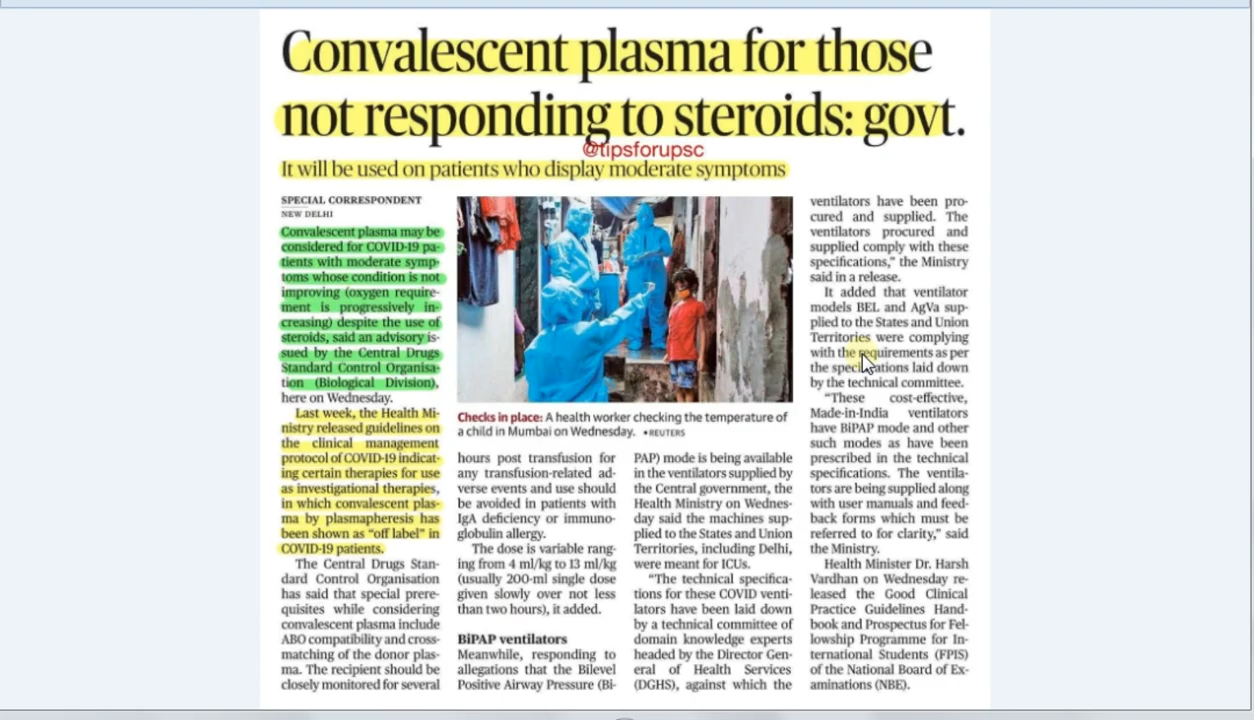 Convalescent plasma for those
not responding to steroids: govt.
@tipsforupsc
It will be used on patients who display moderate symptoms
SPECIAL CORRESPONDENT
NEW DELHI
Convalescent plasma may be
considered for COVID-19 pa-
tients with moderate symp-
toms whose condition is not
improving (oxygen require-
ment is progressively in-
creasing) despite the use of
steroids, said an advisory is-
sued by the Central Drugs
Standard Control Organisa-
tion (Biological Division),
here on Wednesday.
Last week, the Health Mi-
nistry released guidelines on
the clinical management
protocol of COVID-19 indicat-
ing certain therapies for use
as investigational therapies,
in which convalescent plas-
ma by plasmapheresis has
been shown as “off label” in
COVID-19 patients.
The Central Drugs Stan-
dard Control Organisation
has said that special prere-
quisites while considering
convalescent plasma include
ABO compatibility and cross-
matching of the donor plas-
ma. The recipient should be
closely monitored for several
Checks in place: A health worker checking the temperature of
a child in Mumbai on Wednesday. •REUTERS
hours post transfusion for
any transfusion-related ad-
verse events and use should
be avoided in patients with
IgA deficiency or immuno-
globulin allergy.
The dose is variable rang-
ing from 4 ml/kg to 13 ml/kg
(usually 200-ml single dose
given slowly over not less
than two hours), it added.
BiPAP ventilators
Meanwhile, responding to
allegations that the Bilevel
Positive Airway Pressure (Bi-
PAP) mode is being available
in the ventilators supplied by
the Central government, the
Health Ministry on Wednes-
day said the machines sup-
plied to the States and Union
Territories, including Delhi,
were meant for ICUs.
“The technical specifica-
tions for these COVID venti-
lators have been laid down
by a technical committee of
domain knowledge experts
headed by the Director Gen-
eral of Health Services
(DGHS), against which the
ventilators have been pro-
cured and supplied. The
ventilators procured and
supplied comply with these
specifications,” the Ministry
said in a release.
It added that ventilator
models BEL and AgVa sup-
plied to the States and Union
Territories were complying
with the requirements as per
the specifications laid down
by the technical committee.
“These cost-effective,
Made-in-India ventilators
have BiPAP mode and other
such modes as have been
prescribed in the technical
specifications. The ventila-
tors are being supplied along
with user manuals and feed-
back forms which must be
referred to for clarity,” said
the Ministry.
Health Minister Dr. Harsh
Vardhan on Wednesday re-
leased the Good Clinical
Practice Guidelines Hand-
book and Prospectus for Fel-
lowship Programme for In-
ternational Students (FPIS)
of the National Board of Ex-
aminations (NBE).